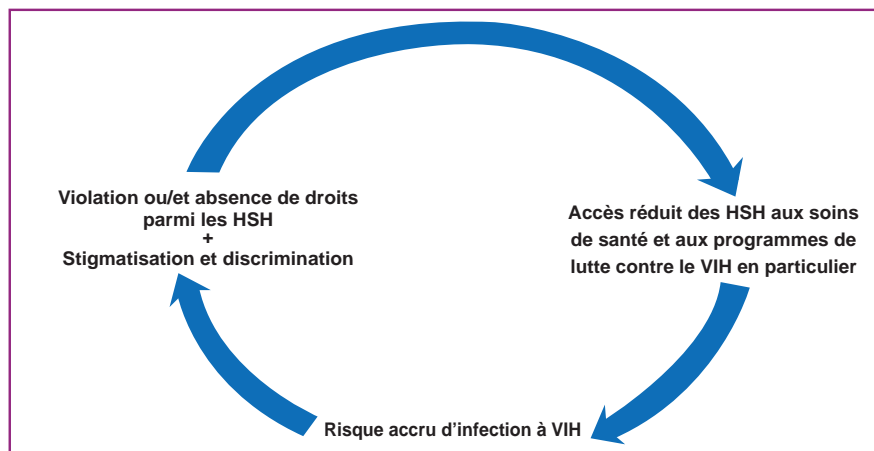 Violation ou/et absence de droits
parmi les HSH
+
Stigmatisation et discrimination
Accès réduit des HSH aux soins
de santé et aux programmes de
lutte contre le VIH en particulier
Risque accru d’infection à VIH